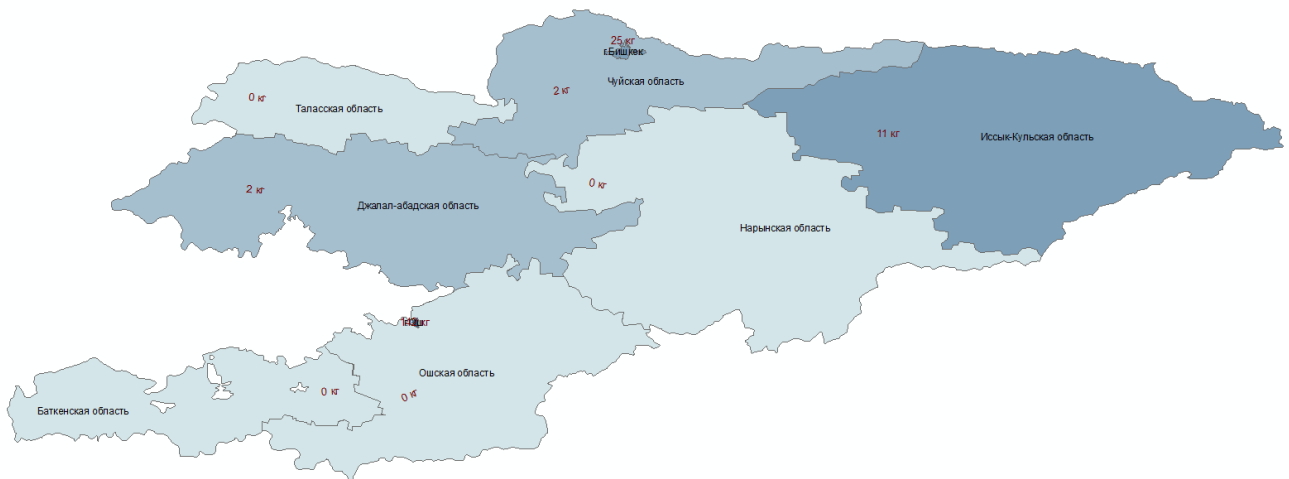 25 кг
г.Бишкек
Чуйская область
2 кг
0 кг
Таласская область
11 кг
Иссык-Кульская область
2 кг
Джалал-абадская область
0 кг
Нарынская область
кг
Ошская область
0 кг
0 кг
Баткенская область